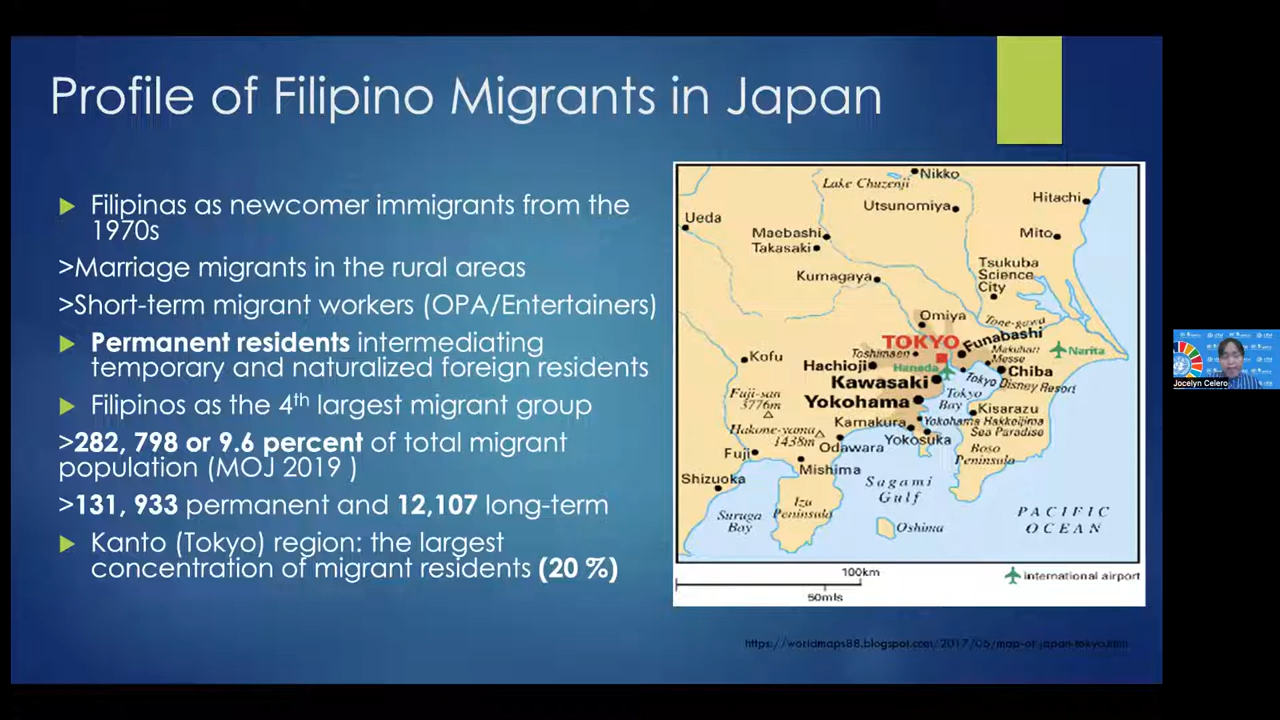 Profile of Filipino Migrants in Japan
Filipinas as newcomer immigrants from the
1970s
>Marriage migrants in the rural areas
>Short-term migrant workers (OPA/Entertainers)
Permanent residents intermediating
temporary and naturalized foreign residents
Filipinos as the 4th largest migrant group
>282, 798 or 9.6 percent of total migrant
population (MOJ 2019 )
>131, 933 permanent and 12,107 long-term
Kanto (Tokyo) region: the largest
concentration of migrant residents (20 %)
Nikko
Lake Chuzenji
Hitachi
Utsunomiya
Ueda
Maebashi
Mito
Takasaki
Tsukuba
Science
City
Kumagaya
Omiya
Tone-gawa
TOKYO
Funabashi
Toshimaen
Makuhari
Messe
Narita
Kofu
Hachioji
Haneda
Chiba
Kawasaki
Tokyo Disney Resort
Fuji-san
3776m
Yokohama
Tokyo
Bay
Kisarazu
Kamakura
Yokohama Hakkeijima
Sea Paradise
Hakone-yama
1438m
Yokosuka
Odawara
Boso
Peninsula
Fuji
Mishima
Shizuoka
Sagami
Gulf
Izu
Peninsula
Suruga
Bay
Oshima
PACIFIC
OCEAN
100km
50mls
international airport
https://worldmaps88.blogspot.com/2017/05/map-of-japan-tokyo.html
Jocelyn Celero